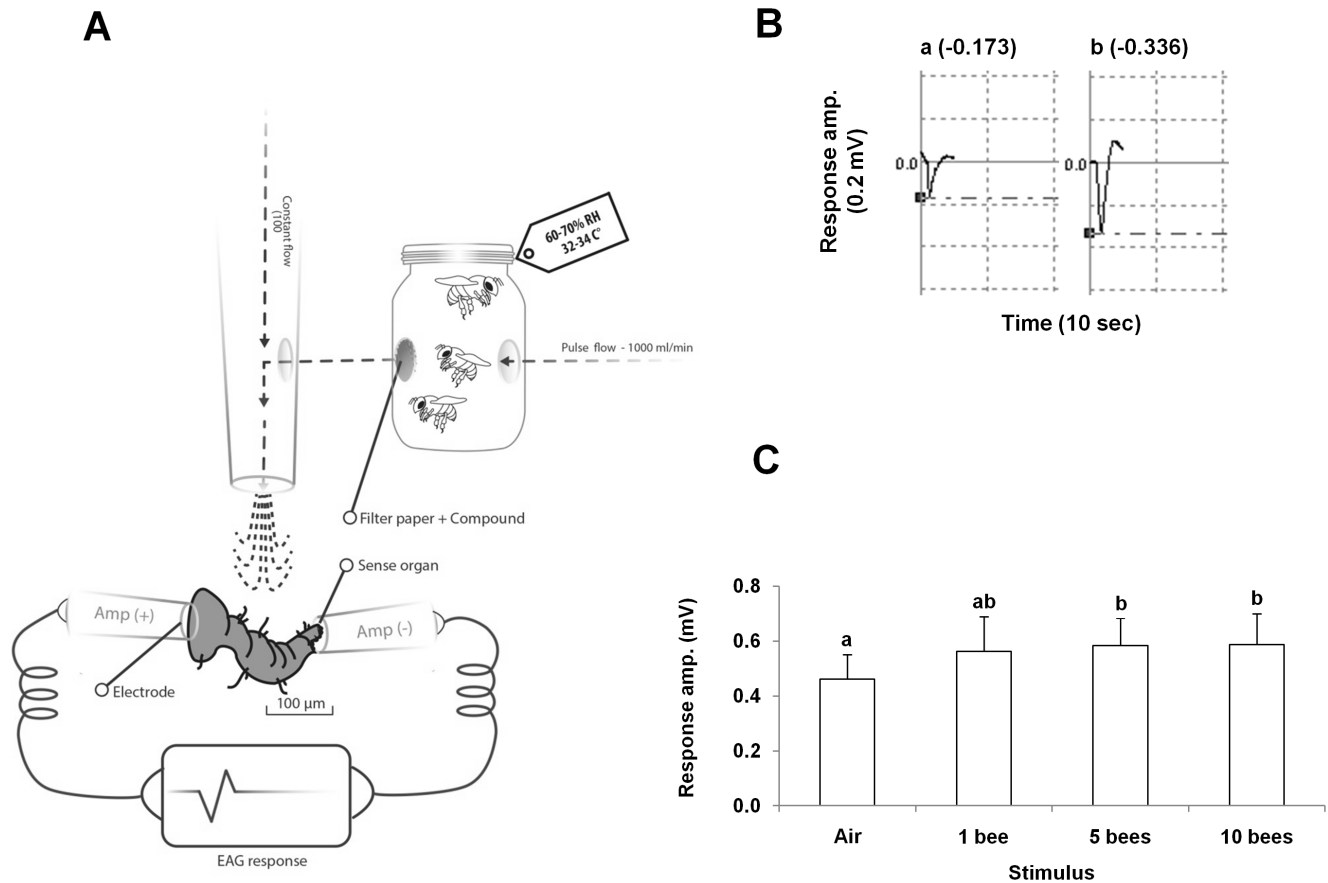 A
Constant flow
(100
60-70% RH
32-34 C°
Pulse flow - 1000 ml/min
Filter paper + Compound
Sense organ
Amp (+)
Amp (-)
Electrode
100 µm
EAG response
B
a (-0.173)
b (-0.336)
Response amp.
(0.2 mV)
0.0
0.0
Time (10 sec)
C
Response amp. (mV)
0.8
0.6
0.4
0.2
0.0
a
ab
b
b
Air
1 bee
5 bees
10 bees
Stimulus